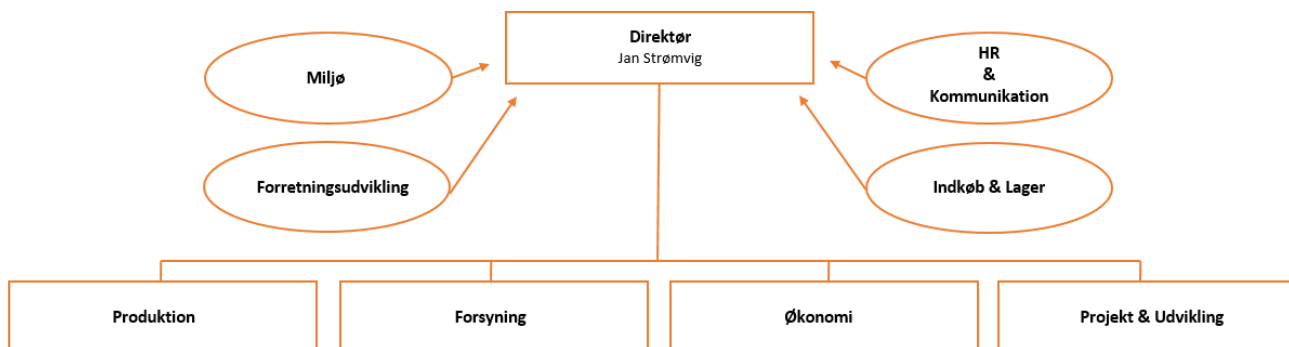 Direktør
Jan Strømvig
Miljø
HR
&
Kommunikation
Forretningsudvikling
Indkøb & Lager
Produktion
Forsyning
Økonomi
Projekt & Udvikling